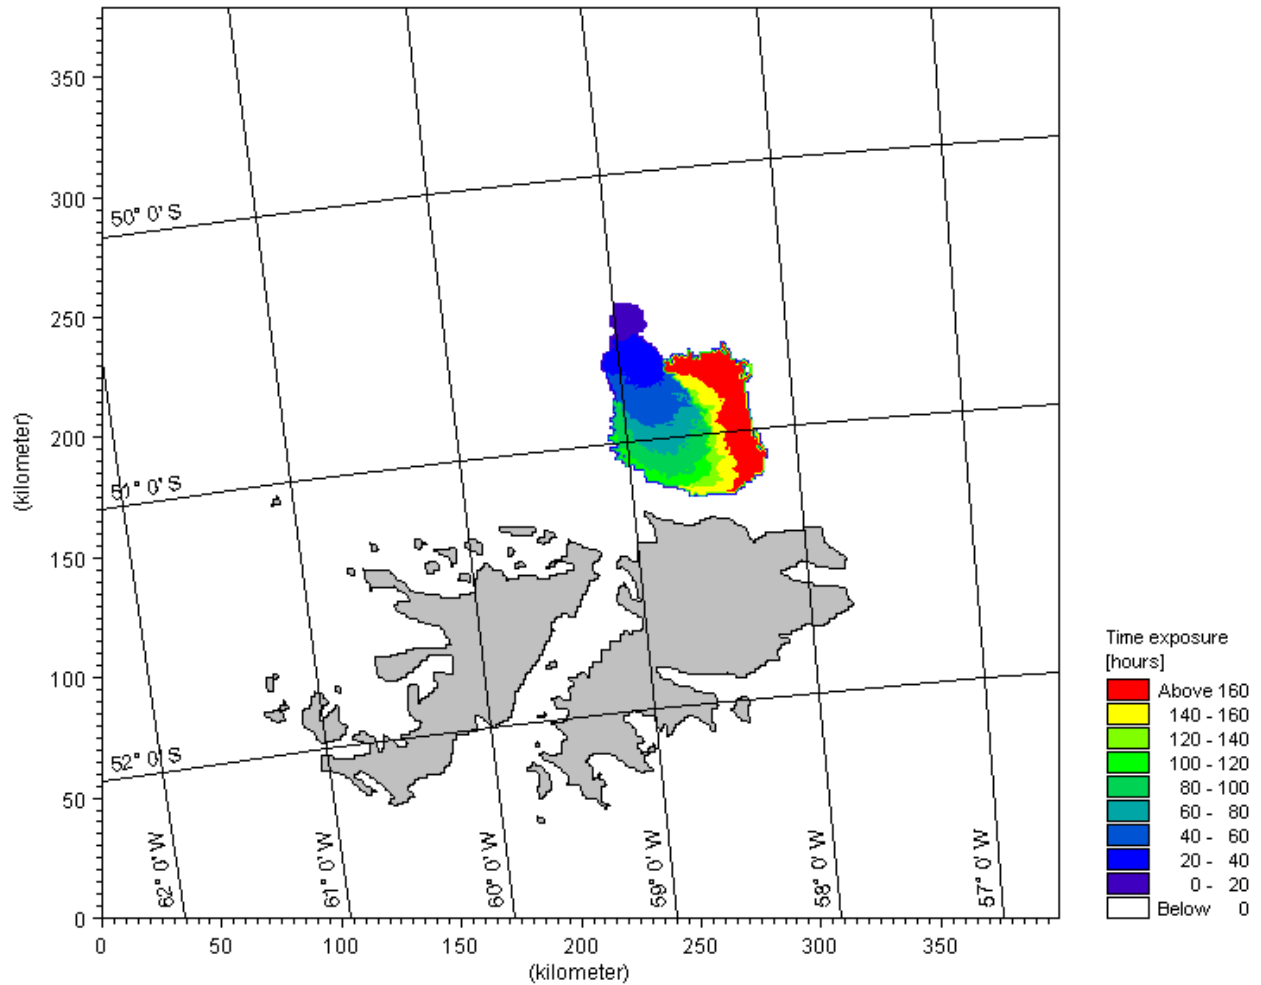 350
300
250
200
150
100
50
0
(kilometer)
50° 0' S
51° 0' S
52° 0' S
62° 0' W
61° 0' W
60° 0' W
59° 0' W
58° 0' W
57° 0' W
0 50 100 150 200 250 300 350
(kilometer)
Time exposure
[hours]
Above 160
140 - 160
120 - 140
100 - 120
80 - 100
60 - 80
40 - 60
20 - 40
0 - 20
Below 0